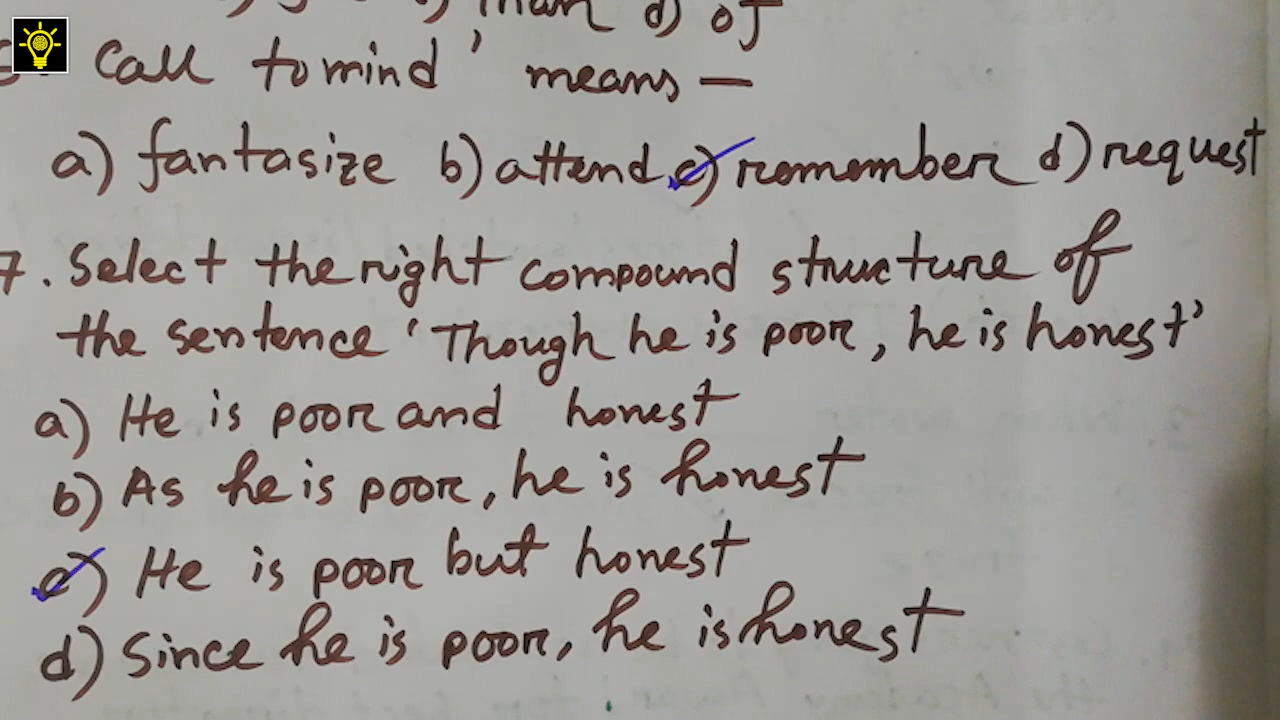 than d) of
Call to mind' means —
a) fantasize b) attend c) remember d) request
7. Select the right compound structure of
the sentence 'Though he is poor, he is honest'
a) He is poor and honest
b) As he is poor, he is honest
c) He is poor but honest
d) Since he is poor, he is honest